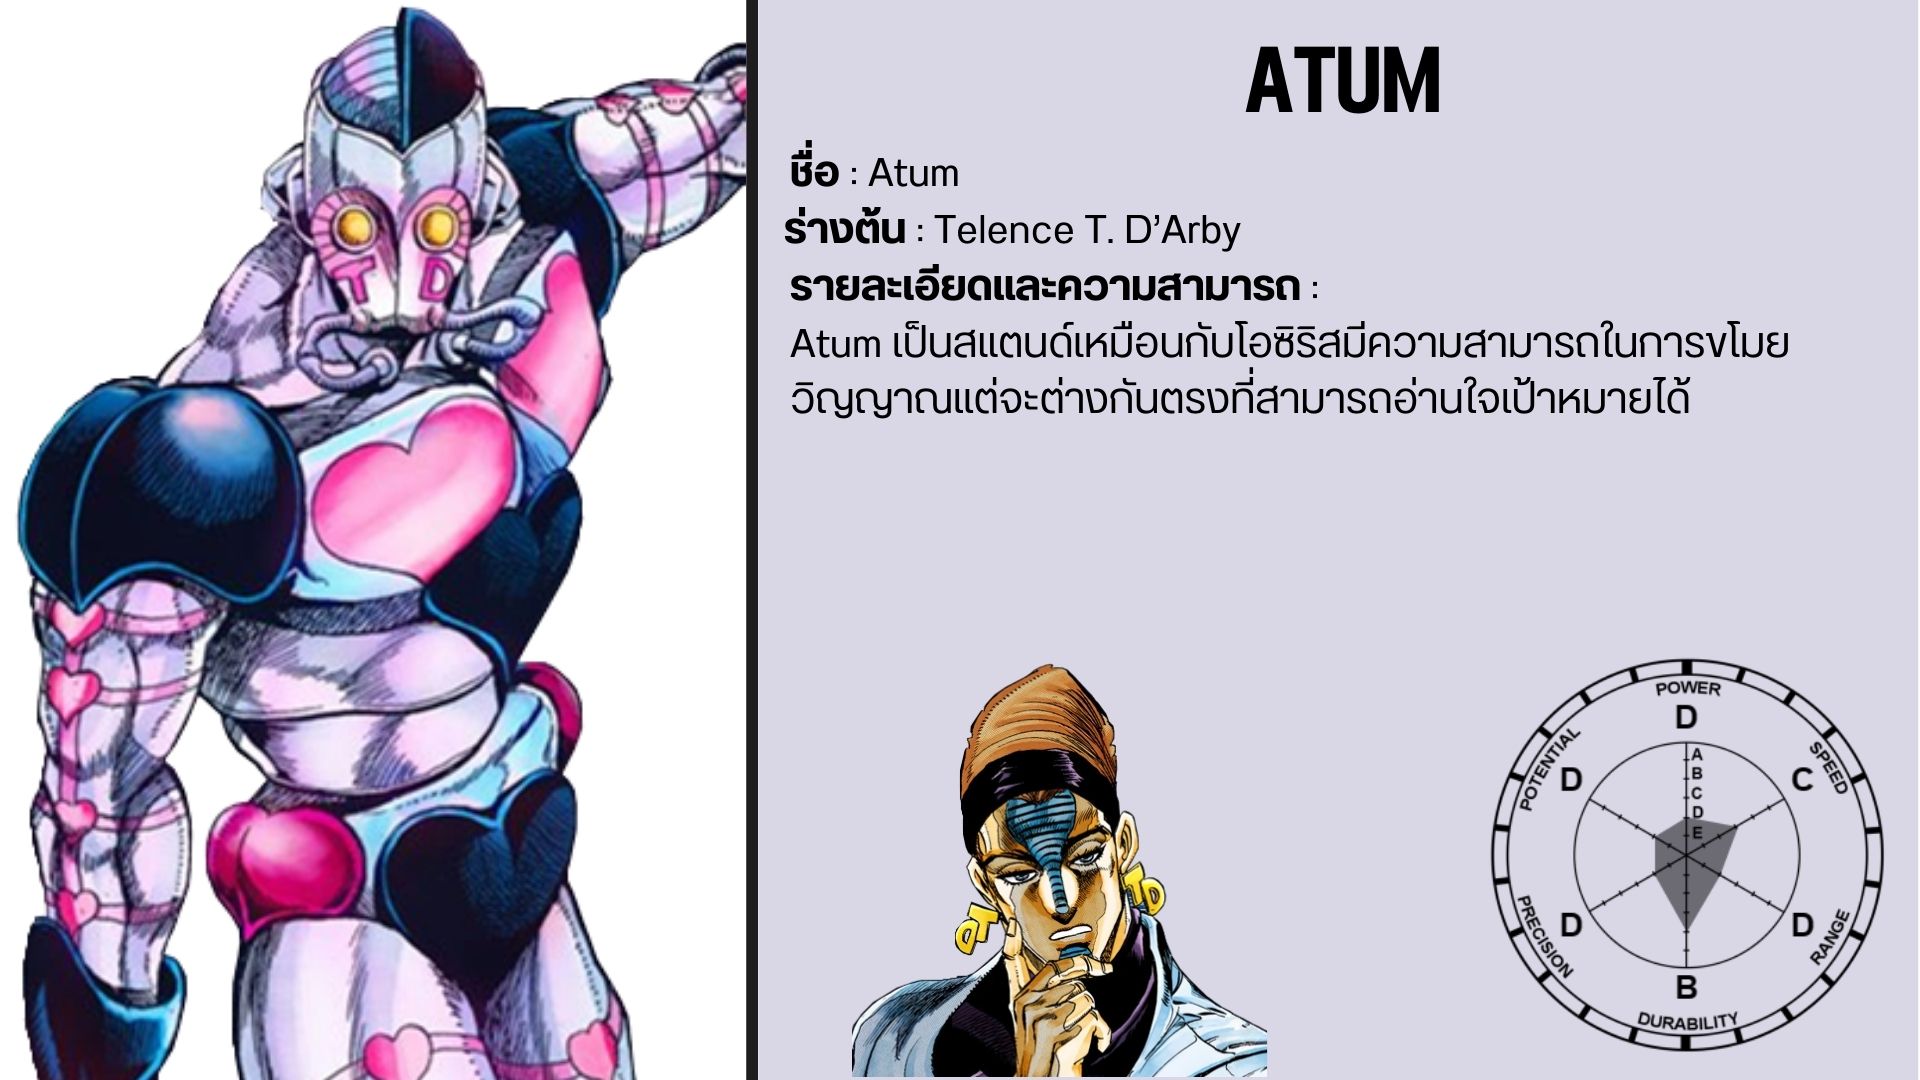 ATUM
ชื่อ : Atum
ร่างต้น : Telence T. D’Arby
รายละเอียดและความสามารถ :
Atum เป็นสแตนด์เหมือนกับโอซิริสมีความสามารถในการขโมย
วิญญาณแต่จะต่างกันตรงที่สามารถอ่านใจเป้าหมายได้
T D
TD
DT
POWER
D
POTENTIAL
D
SPEED
C
A
B
C
D
E
PRECISION
D
RANGE
D
B
DURABILITY